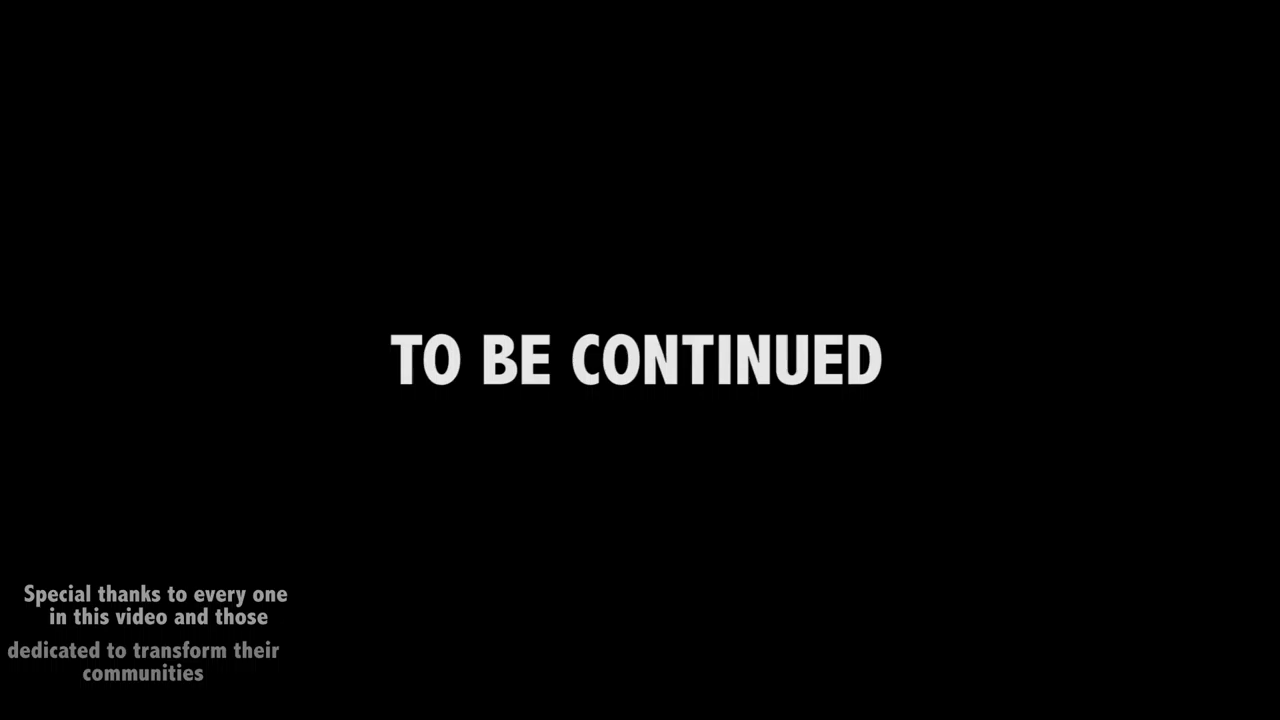 TO BE CONTINUED
Special thanks to every one
in this video and those
dedicated to transform their
communities